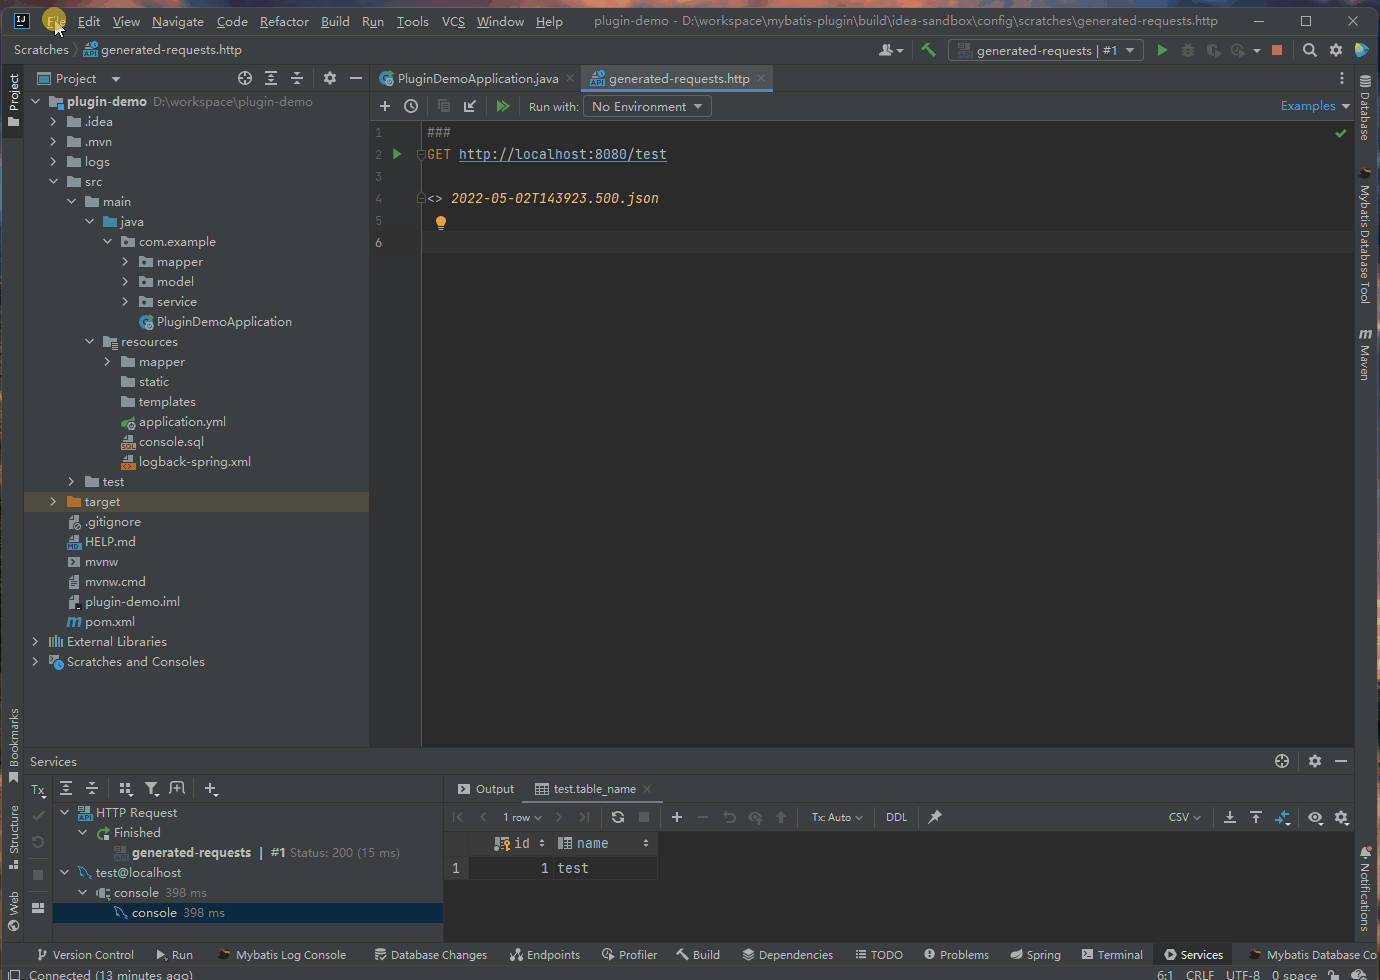 File Edit View Navigate Code Refactor Build Run Tools VCS Window Help plugin-demo - D:\workspace\mybatis-plugin\build\idea-sandbox\config\scratches\generated-requests.http
Scratches generated-requests.http generated-requests | #1
Project
PluginDemoApplication.java generated-requests.http
Run with: No Environment Examples
plugin-demo D:\workspace\plugin-demo
.idea
.mvn
logs
src
main
java
com.example
mapper
model
service
PluginDemoApplication
resources
mapper
static
templates
application.yml
console.sql
logback-spring.xml
test
target
.gitignore
HELP.md
mvnw
mvnw.cmd
plugin-demo.iml
pom.xml
External Libraries
Scratches and Consoles
1 ###
2 GET http://localhost:8080/test
3
4 <> 2022-05-02T143923.500.json
5
6
Project
Bookmarks
Structure
Web
Database
Mybatis Database Tool
Maven
Notifications
Services
Tx
HTTP Request
Finished
generated-requests | #1 Status: 200 (15 ms)
test@localhost
console 398 ms
console 398 ms
Output test.table_name
1 row Tx: Auto DDL CSV
id name
1 1 test
Version Control Run Mybatis Log Console Database Changes Endpoints Profiler Build Dependencies TODO Problems Spring Terminal Services Mybatis Database Co
Connected (13 minutes ago) 6:1 CRLF UTF-8 0 space